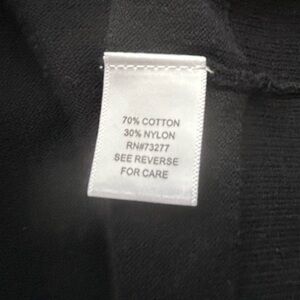 70% COTTON
30% NYLON
RN#73277
SEE REVERSE
FOR CARE